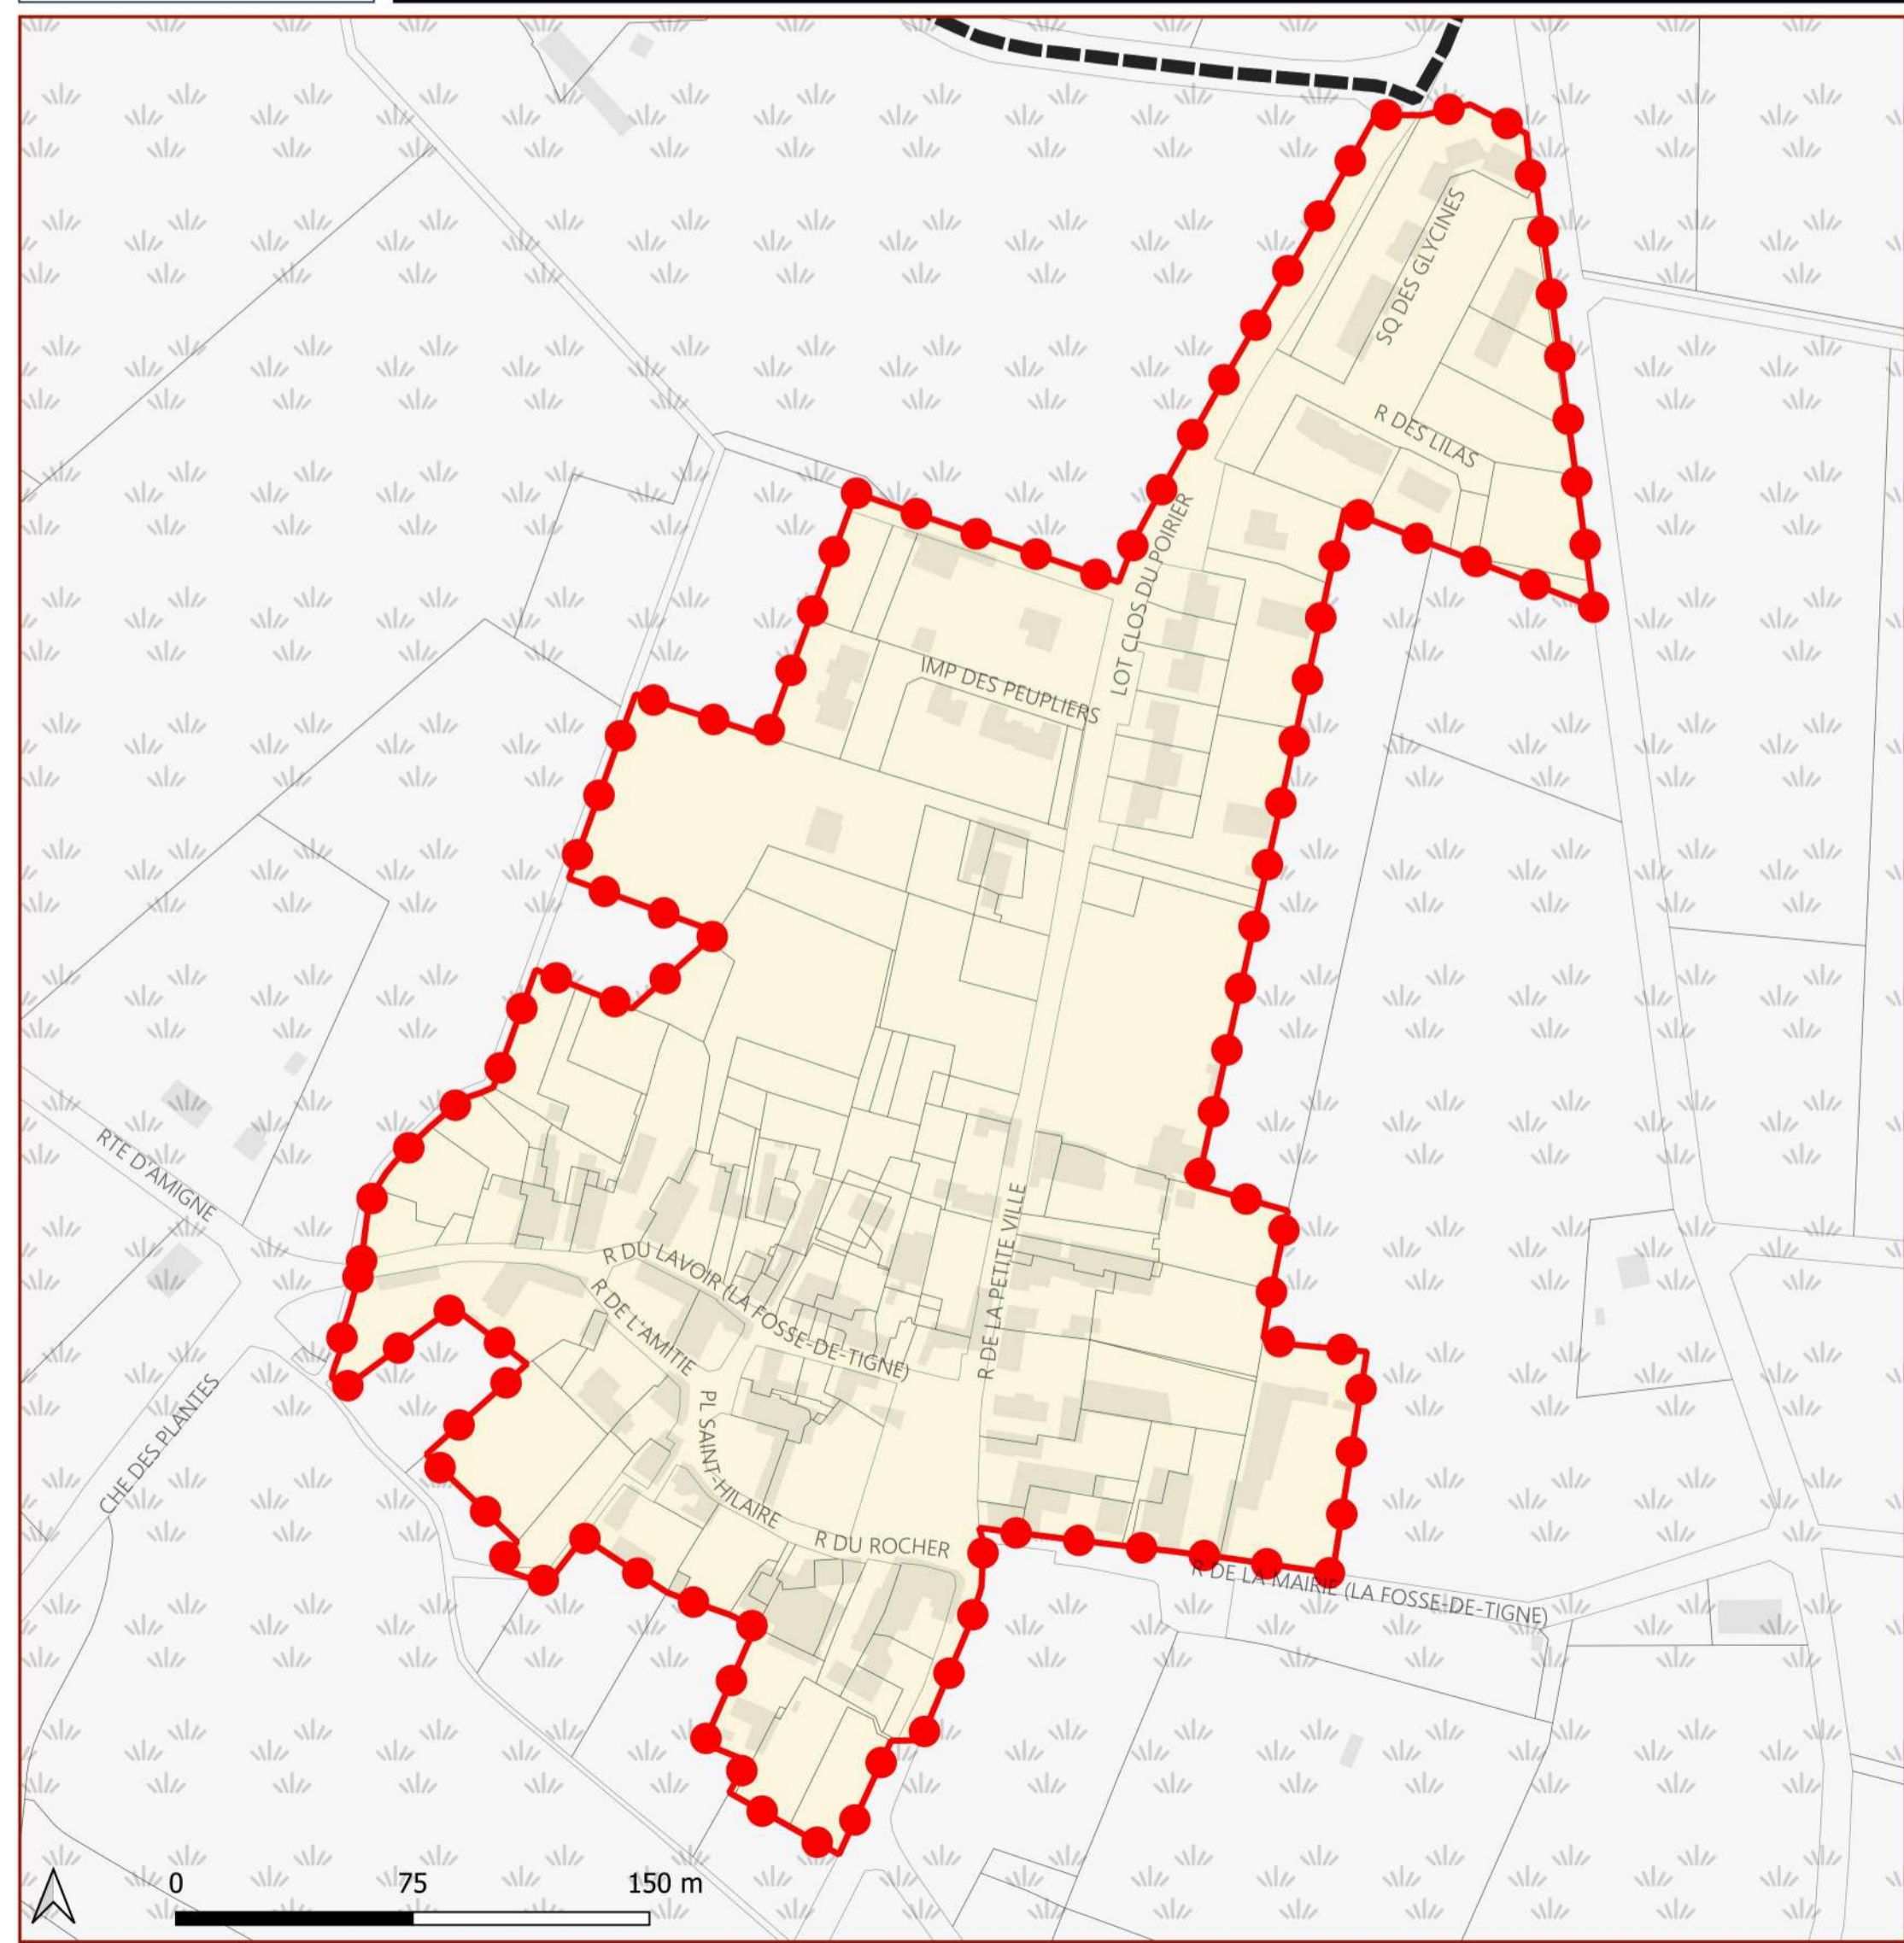 SQ DES GLYCINES
R DES LILAS
LOT CLOS DU POIRIER
IMP DES PEUPLIERS
RTE D'AMIGNE
R DU LAVOIR (LA FOSSE-DE-TIGNE)
R DE L'AMITIE
R DE LA PETITE VILLE
CHE DES PLANTES
PL SAINT-HILAIRE
R DU ROCHER
R DE LA MAIRIE (LA FOSSE-DE-TIGNE)
0 75 150 m